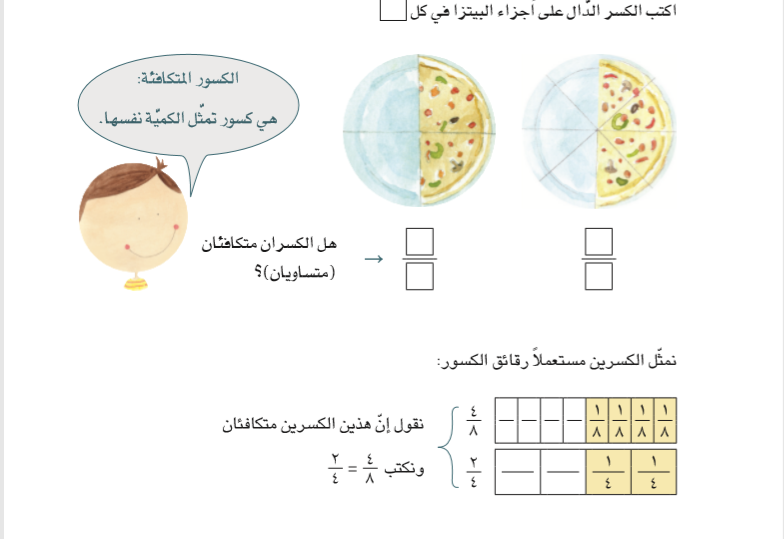 اكتب الكسر الدّال على أجزاء البيتزا في كل
الكسور المتكافئة:
هي كسور تمثّل الكميّة نفسها.
هل الكسران متكافئان
(متساويان)؟
←
نمثّل الكسرين مستعملاً رقائق الكسور:
١/٨ ١/٨ ١/٨ ١/٨
٤/٨
١/٤ ١/٤
٢/٤
نقول إنّ هذين الكسرين متكافئان
ونكتب ٤/٨ = ٢/٤